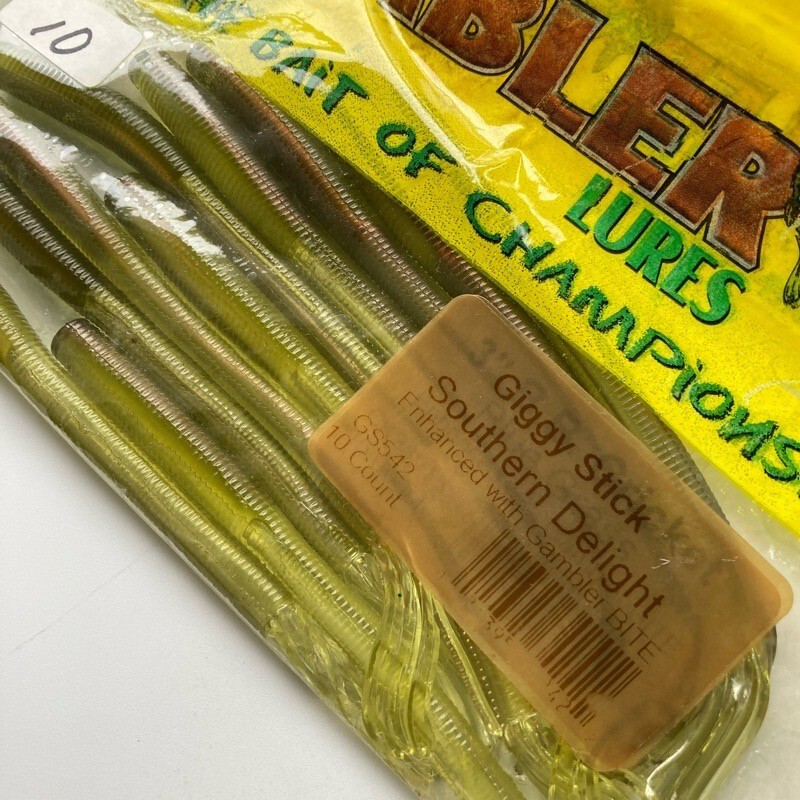 10
BLER
LURES
BAIT OF CHAMPIONS
Giggy Stick
Southern Delight
Enhanced with Gambler BITE
GS542
10 Count